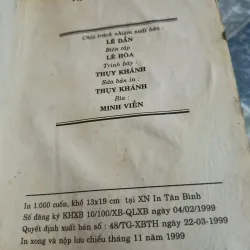 Chịu trách nhiệm xuất bản :
LÊ DẪN
Biên tập
LÊ HÒA
Trình bày :
THỤY KHÁNH
Sửa bản in :
THỤY KHÁNH
Bìa :
MINH VIỄN
In 1.000 cuốn, khổ 13x19 cm tại XN In Tân Bình
Số đăng ký KHXB 10/100/XB-QLXB ngày 04/02/1999
Quyết định xuất bản số : 48/TG-XBTH ngày 22-03-1999
In xong và nộp lưu chiểu tháng 11 năm 1999